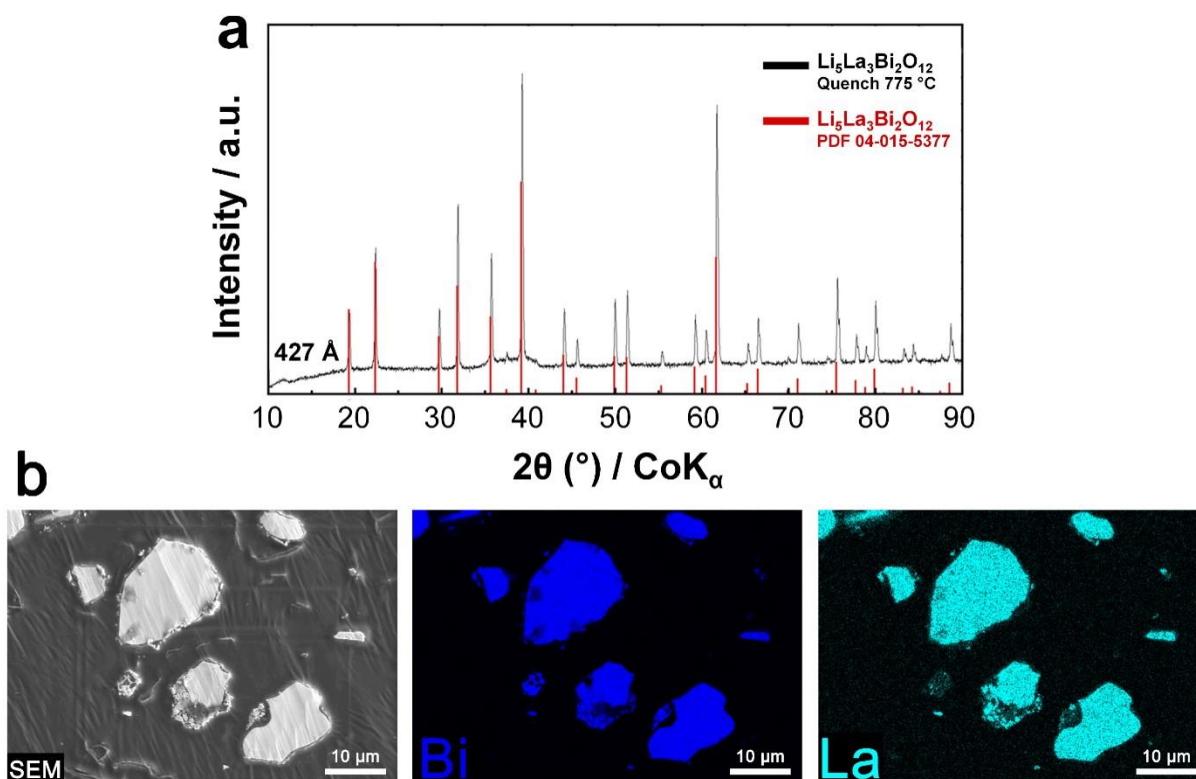 a
Intensity / a.u.
Li₅La₃Bi₂O₁₂
Quench 775 °C
Li₅La₃Bi₂O₁₂
PDF 04-015-5377
427 Å
10 20 30 40 50 60 70 80 90
2θ (°) / CoKα
b
SEM
10 µm
Bi
10 µm
La
10 µm